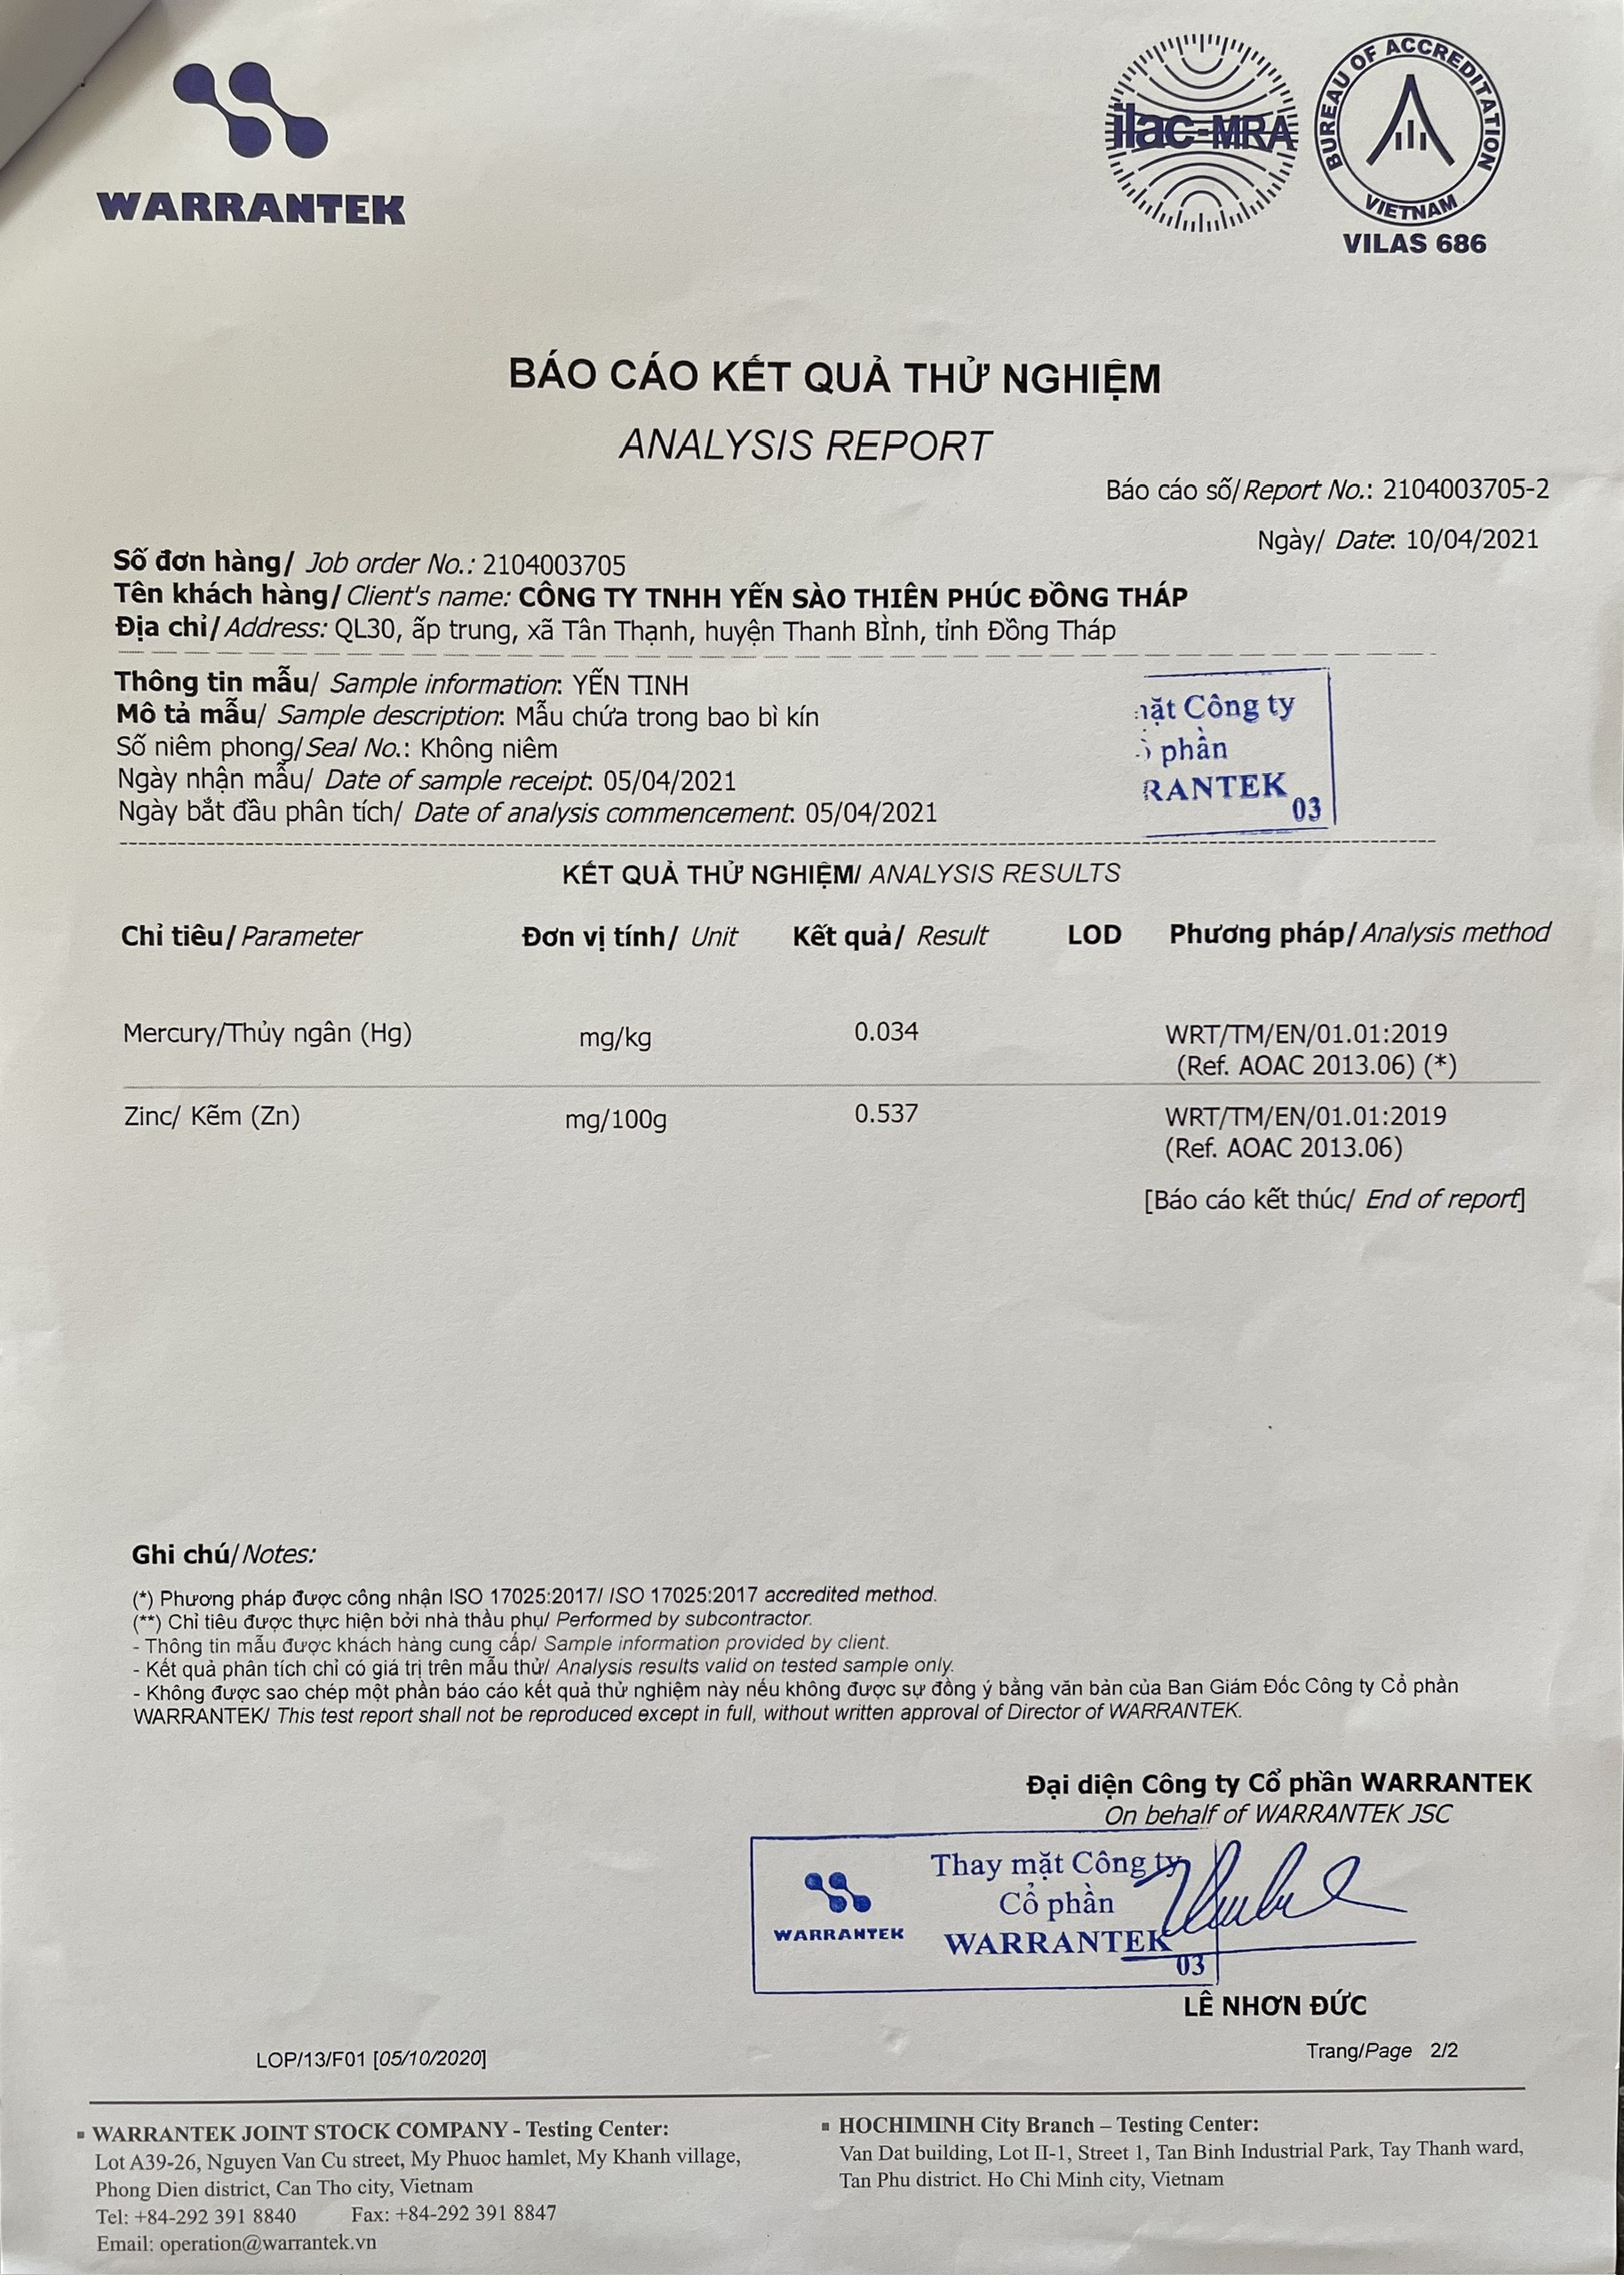 WARRANTEK
ilac-MRA
BUREAU OF ACCREDITATION
VIETNAM
VILAS 686
BÁO CÁO KẾT QUẢ THỬ NGHIỆM
ANALYSIS REPORT
Báo cáo số/Report No.: 2104003705-2
Ngày/ Date: 10/04/2021
Số đơn hàng/ Job order No.: 2104003705
Tên khách hàng/ Client's name: CÔNG TY TNHH YẾN SÀO THIÊN PHÚC ĐỒNG THÁP
Địa chỉ/ Address: QL30, ấp trung, xã Tân Thạnh, huyện Thanh BÌnh, tỉnh Đồng Tháp
Thông tin mẫu/ Sample information: YẾN TINH
Mô tả mẫu/ Sample description: Mẫu chứa trong bao bì kín
Số niêm phong/Seal No.: Không niêm
Ngày nhận mẫu/ Date of sample receipt: 05/04/2021
Ngày bắt đầu phân tích/ Date of analysis commencement: 05/04/2021
ặt Công ty
phần
RANTEK
03
KẾT QUẢ THỬ NGHIỆM/ ANALYSIS RESULTS
Chỉ tiêu/ Parameter Đơn vị tính/ Unit Kết quả/ Result LOD Phương pháp/ Analysis method
Mercury/Thủy ngân (Hg) mg/kg 0.034 WRT/TM/EN/01.01:2019
(Ref. AOAC 2013.06) (*)
Zinc/ Kẽm (Zn) mg/100g 0.537 WRT/TM/EN/01.01:2019
(Ref. AOAC 2013.06)
[Báo cáo kết thúc/ End of report]
Ghi chú/Notes:
(*) Phương pháp được công nhận ISO 17025:2017/ ISO 17025:2017 accredited method.
(**) Chỉ tiêu được thực hiện bởi nhà thầu phụ/ Performed by subcontractor.
- Thông tin mẫu được khách hàng cung cấp/ Sample information provided by client.
- Kết quả phân tích chỉ có giá trị trên mẫu thử/ Analysis results valid on tested sample only.
- Không được sao chép một phần báo cáo kết quả thử nghiệm này nếu không được sự đồng ý bằng văn bản của Ban Giám Đốc Công ty Cổ phần
WARRANTEK/ This test report shall not be reproduced except in full, without written approval of Director of WARRANTEK.
Đại diện Công ty Cổ phần WARRANTEK
On behalf of WARRANTEK JSC
WARRANTEK
Thay mặt Công ty
Cổ phần
WARRANTEK
03
LÊ NHƠN ĐỨC
LOP/13/F01 [05/10/2020]
Trang/Page 2/2
WARRANTEK JOINT STOCK COMPANY - Testing Center:
Lot A39-26, Nguyen Van Cu street, My Phuoc hamlet, My Khanh village,
Phong Dien district, Can Tho city, Vietnam
Tel: +84-292 391 8840 Fax: +84-292 391 8847
Email: operation@warrantek.vn
HOCHIMINH City Branch – Testing Center:
Van Dat building, Lot II-1, Street 1, Tan Binh Industrial Park, Tay Thanh ward,
Tan Phu district. Ho Chi Minh city, Vietnam